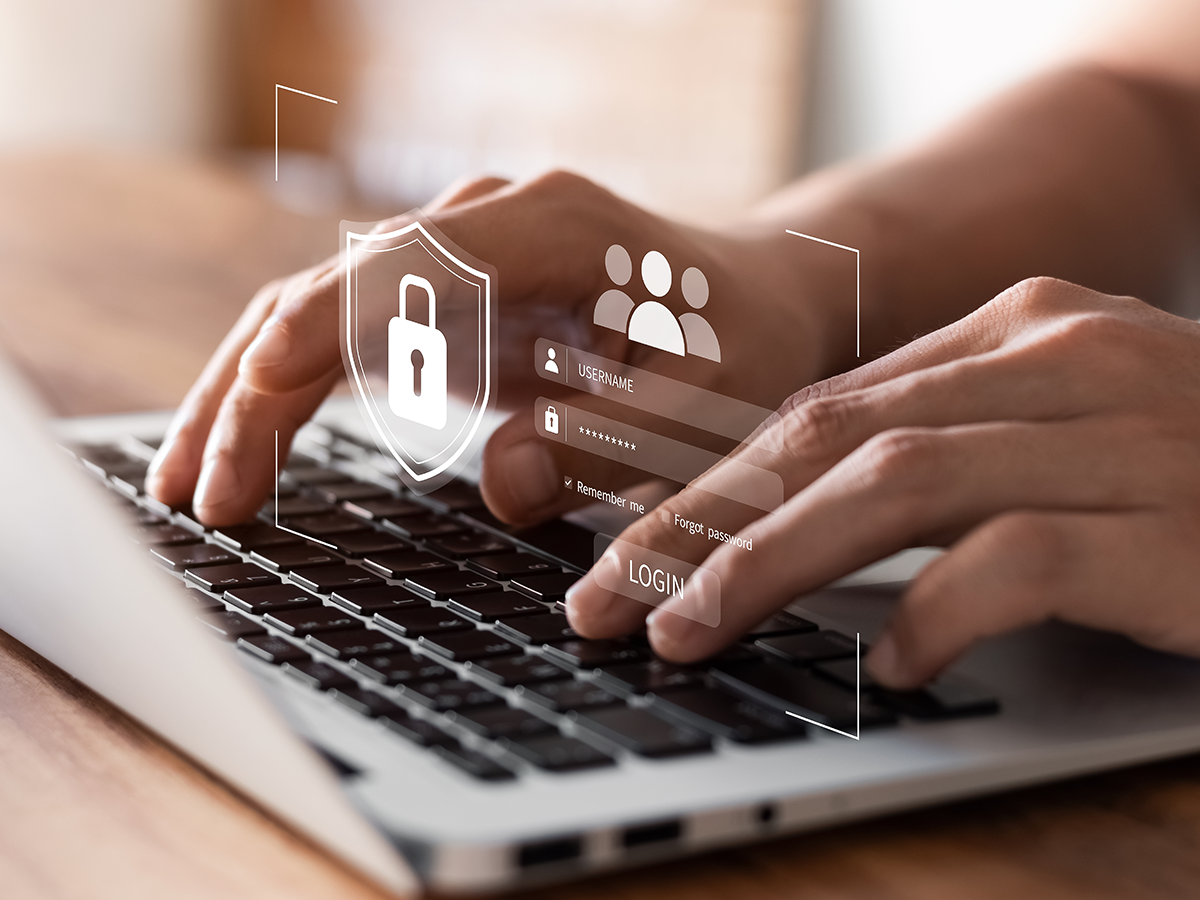 USERNAME
*********
Remember me
Forgot password
LOGIN